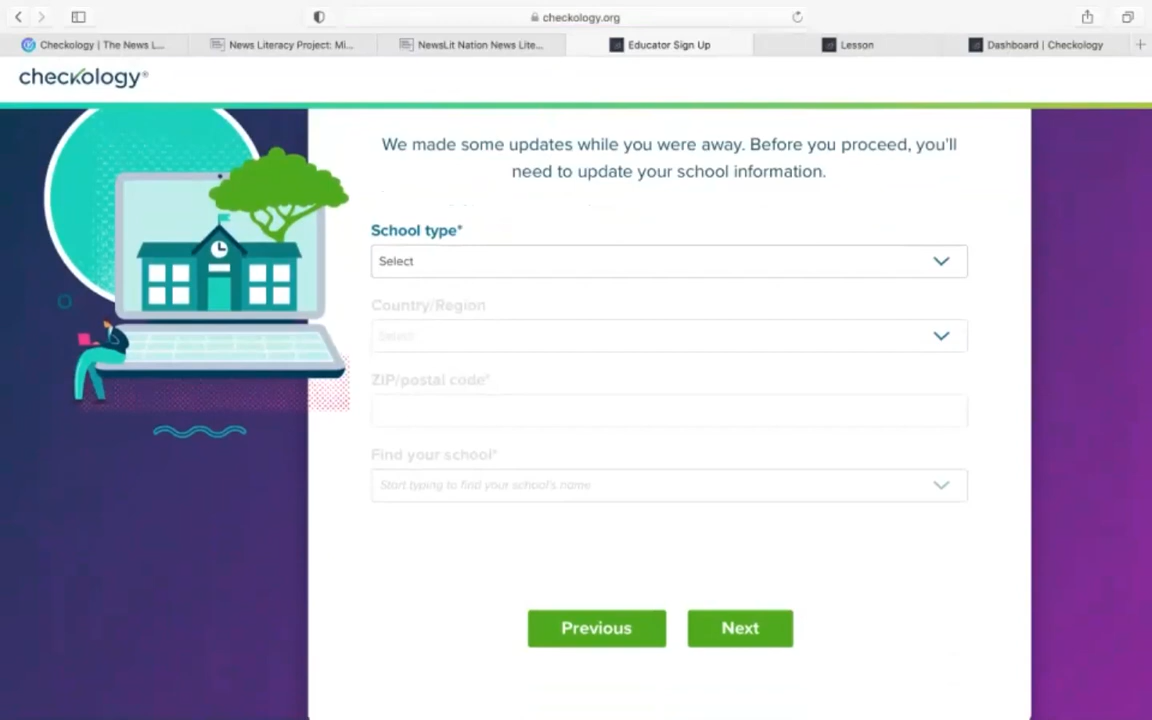 checkology.org
Checkology | The News L...
News Literacy Project: Mi...
NewsLit Nation News Lite...
Educator Sign Up
Lesson
Dashboard | Checkology
checkology®
We made some updates while you were away. Before you proceed, you'll
need to update your school information.
School type*
Select
Country/Region
Select
ZIP/postal code*
Find your school*
Start typing to find your school's name
Previous
Next